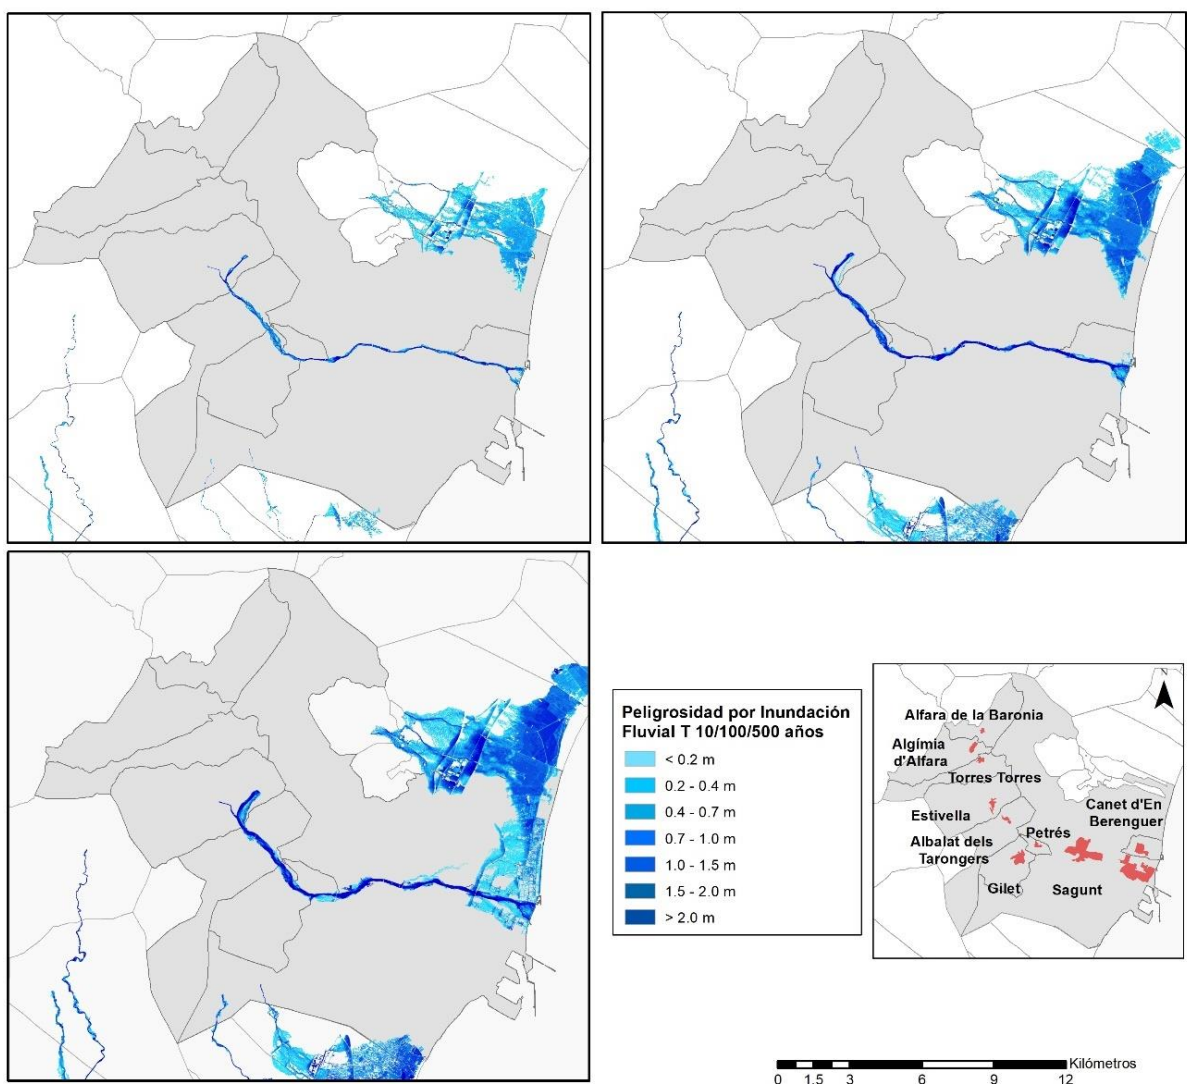 Peligrosidad por Inundación
Fluvial T 10/100/500 años
< 0.2 m
0.2 - 0.4 m
0.4 - 0.7 m
0.7 - 1.0 m
1.0 - 1.5 m
1.5 - 2.0 m
> 2.0 m
N
Alfara de la Baronia
Algímia
d'Alfara
Torres Torres
Canet d'En
Berenguer
Estivella
Petrés
Albalat dels
Tarongers
Gilet
Sagunt
Kilómetros
0 1.5 3 6 9 12